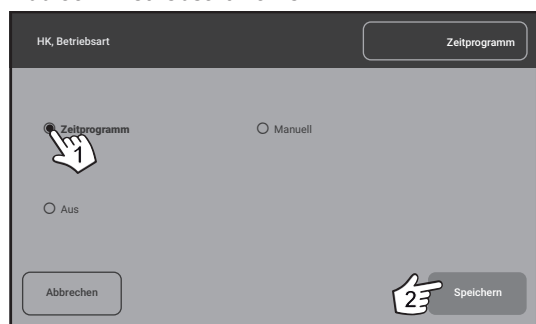 HK, Betriebsart
Zeitprogramm
Zeitprogramm
Manuell
1
Aus
Abbrechen
2
Speichern